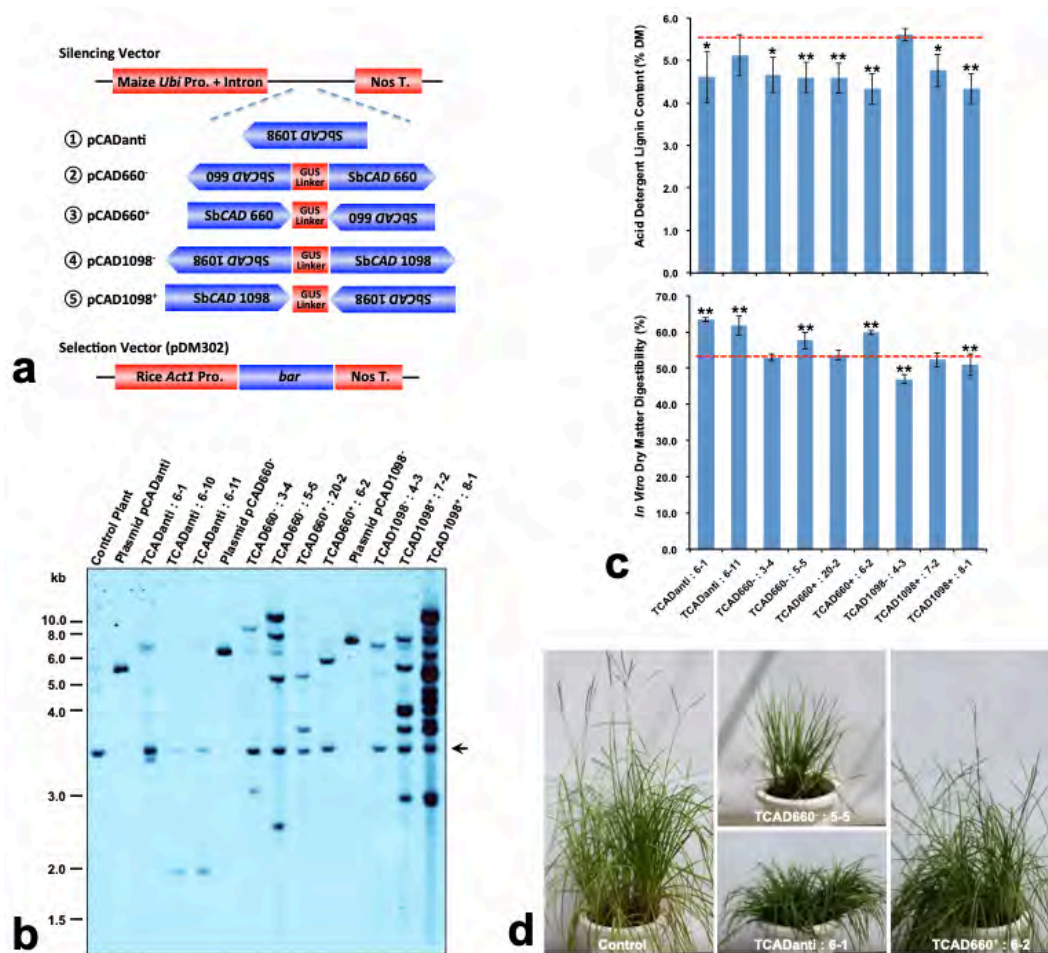 Silencing Vector
Maize Ubi Pro. + Intron
Nos T.
① pCADanti
SbCAD 1098
② pCAD660⁻
SbCAD 660
GUS Linker
SbCAD 660
③ pCAD660⁺
SbCAD 660
GUS Linker
SbCAD 660
④ pCAD1098⁻
SbCAD 1098
GUS Linker
SbCAD 1098
⑤ pCAD1098⁺
SbCAD 1098
GUS Linker
SbCAD 1098
Selection Vector (pDM302)
a
Rice Act1 Pro.
bar
Nos T.
Control Plant
Plasmid pCADanti
TCADanti : 6-1
TCADanti : 6-10
TCADanti : 6-11
Plasmid pCAD660⁻
TCAD660⁻ : 3-4
TCAD660⁻ : 5-5
TCAD660⁺ : 20-2
TCAD660⁺ : 6-2
Plasmid pCAD1098⁻
TCAD1098⁻ : 4-3
TCAD1098⁺ : 7-2
TCAD1098⁺ : 8-1
kb
10.0
8.0
6.0
5.0
4.0
3.0
2.0
1.5
b
Acid Detergent Lignin Content (% DM)
6.0
5.0
4.0
3.0
2.0
1.0
0.0
* * ** ** ** * **
In Vitro Dry Matter Digestibility (%)
70.0
60.0
50.0
40.0
30.0
20.0
10.0
0.0
** ** ** ** ** **
TCADanti : 6-1
TCADanti : 6-11
TCAD660- : 3-4
TCAD660- : 5-5
TCAD660+ : 20-2
TCAD660+ : 6-2
TCAD1098- : 4-3
TCAD1098+ : 7-2
TCAD1098+ : 8-1
c
d
Control
TCAD660⁻ : 5-5
TCADanti : 6-1
TCAD660⁺ : 6-2